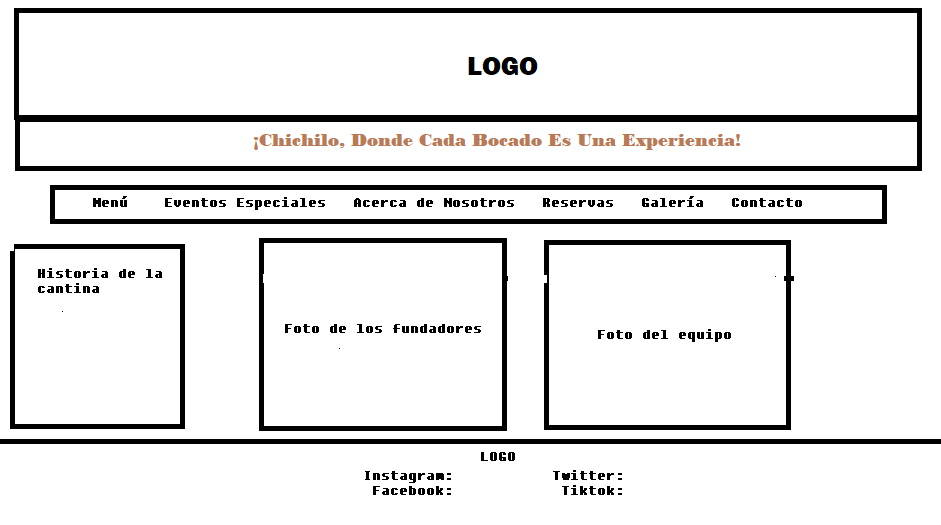 LOGO
¡Chichilo, Donde Cada Bocado Es Una Experiencia!
Menú Eventos Especiales Acerca de Nosotros Reservas Galería Contacto
Historia de la
cantina
Foto de los fundadores
Foto del equipo
LOGO
Instagram: Twitter:
Facebook: Tiktok: